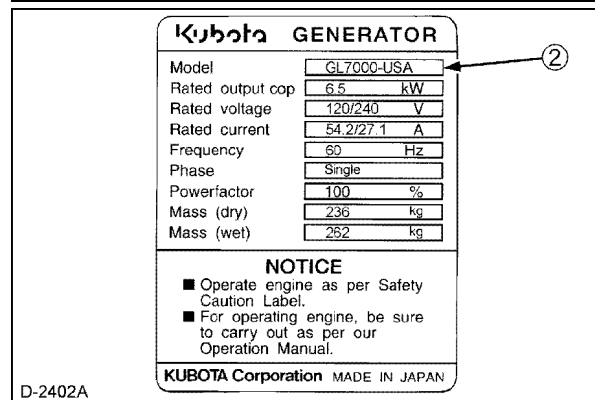 Kubota GENERATOR
②
Model GL7000-USA
Rated output cop 6.5 kW
Rated voltage 120/240 V
Rated current 54.2/27.1 A
Frequency 60 Hz
Phase Single
Powerfactor 100 %
Mass (dry) 236 kg
Mass (wet) 262 kg
NOTICE
■ Operate engine as per Safety
Caution Label.
■ For operating engine, be sure
to carry out as per our
Operation Manual.
KUBOTA Corporation MADE IN JAPAN
D-2402A